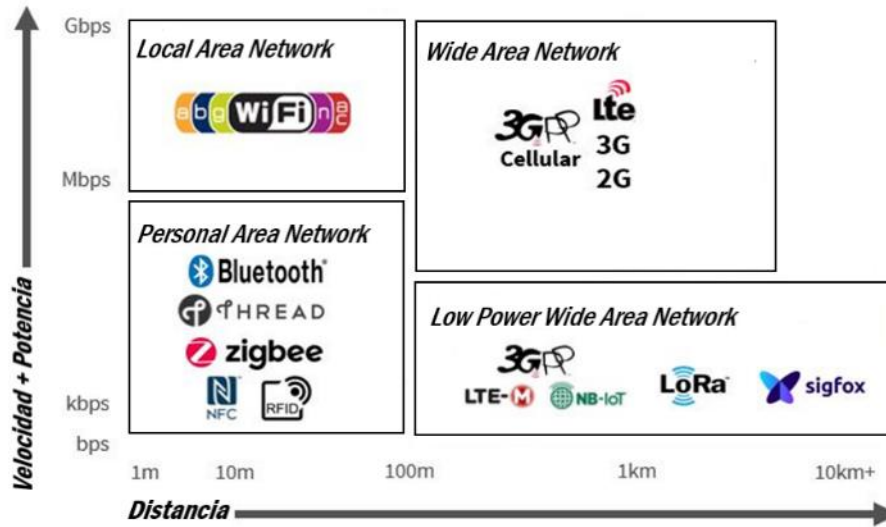 Gbps
Mbps
kbps
bps
Velocidad + Potencia
Local Area Network
a b g WiFi n AC
Wide Area Network
3GPP
Cellular
Lte
3G
2G
Personal Area Network
Bluetooth
THREAD
zigbee
NFC
RFID
Low Power Wide Area Network
3GPP
LTE-M
NB-IoT
LoRa
sigfox
1m 10m 100m 1km 10km+
Distancia